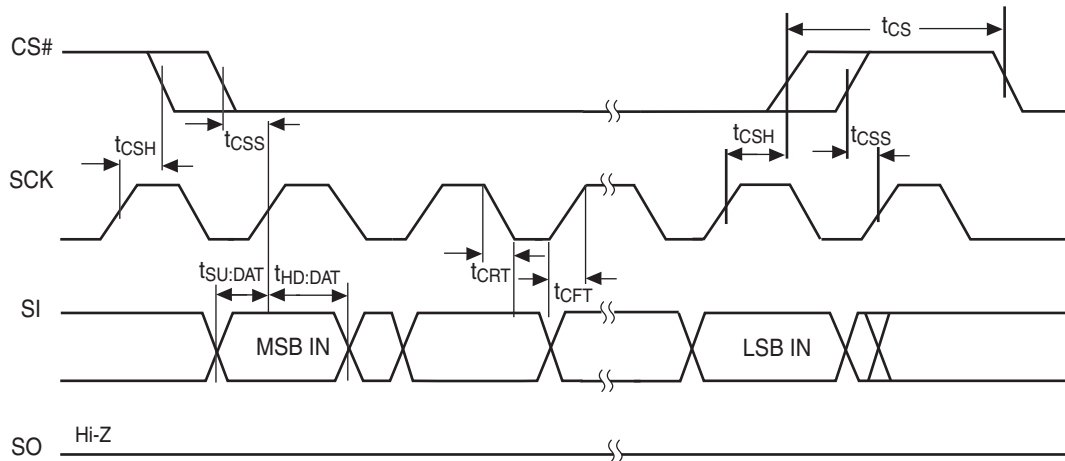 CS#
tCS
tCSH
tCSS
tCSH
tCSS
SCK
tCRT
tCFT
tSU:DAT
tHD:DAT
SI
MSB IN
LSB IN
SO
Hi-Z